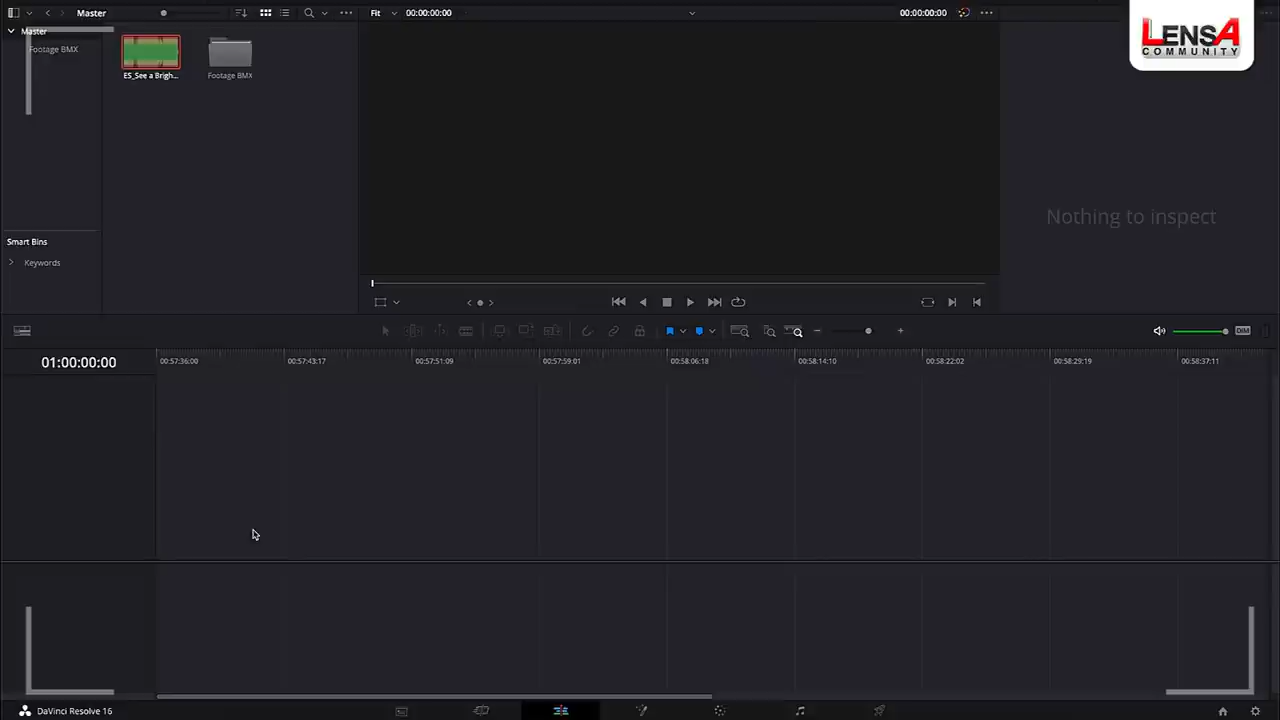 Master
Fit
00:00:00:00
00:00:00:00
LENSA
COMMUNITY
Master
Footage BMX
ES_See a Brigh...
Footage BMX
Nothing to inspect
Smart Bins
Keywords
DIM
01:00:00:00
00:57:36:00
00:57:43:17
00:57:51:09
00:57:59:01
00:58:06:18
00:58:14:10
00:58:22:02
00:58:29:19
00:58:37:11
DaVinci Resolve 16